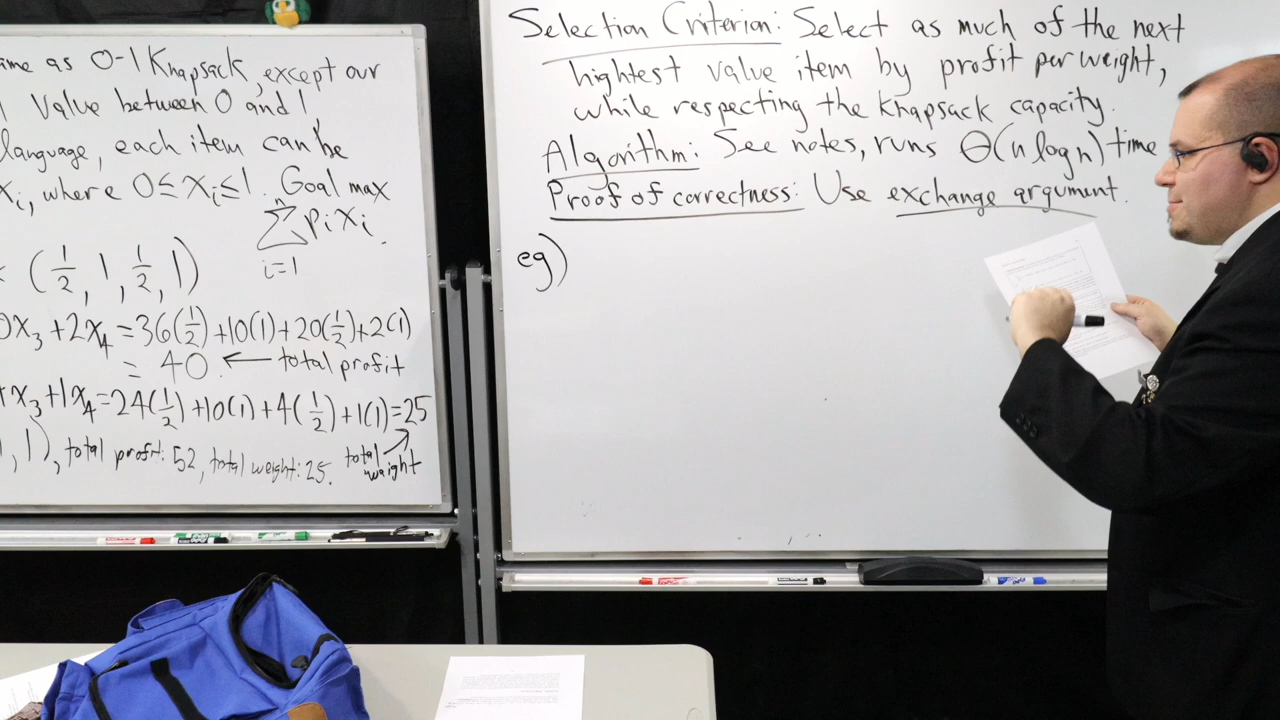 ame as 0-1 Knapsack, except our
1 Value between 0 and 1.
language, each item can be
xi, where 0≤xi≤1. Goal max
n
∑ pixi.
i=1
(1/2, 1, 1/2, 1)
0x3+2x4=36(1/2)+10(1)+20(1/2)+2(1)
= 40. ← total profit
x3+1x4=24(1/2)+10(1)+4(1/2)+1(1)=25
, 1), total profit: 52, total weight: 25. total weight
Selection Criterion: Select as much of the next
highest value item by profit per weight,
while respecting the knapsack capacity.
Algorithm: See notes, runs Θ(n log n) time
Proof of correctness: Use exchange argument.
eg)